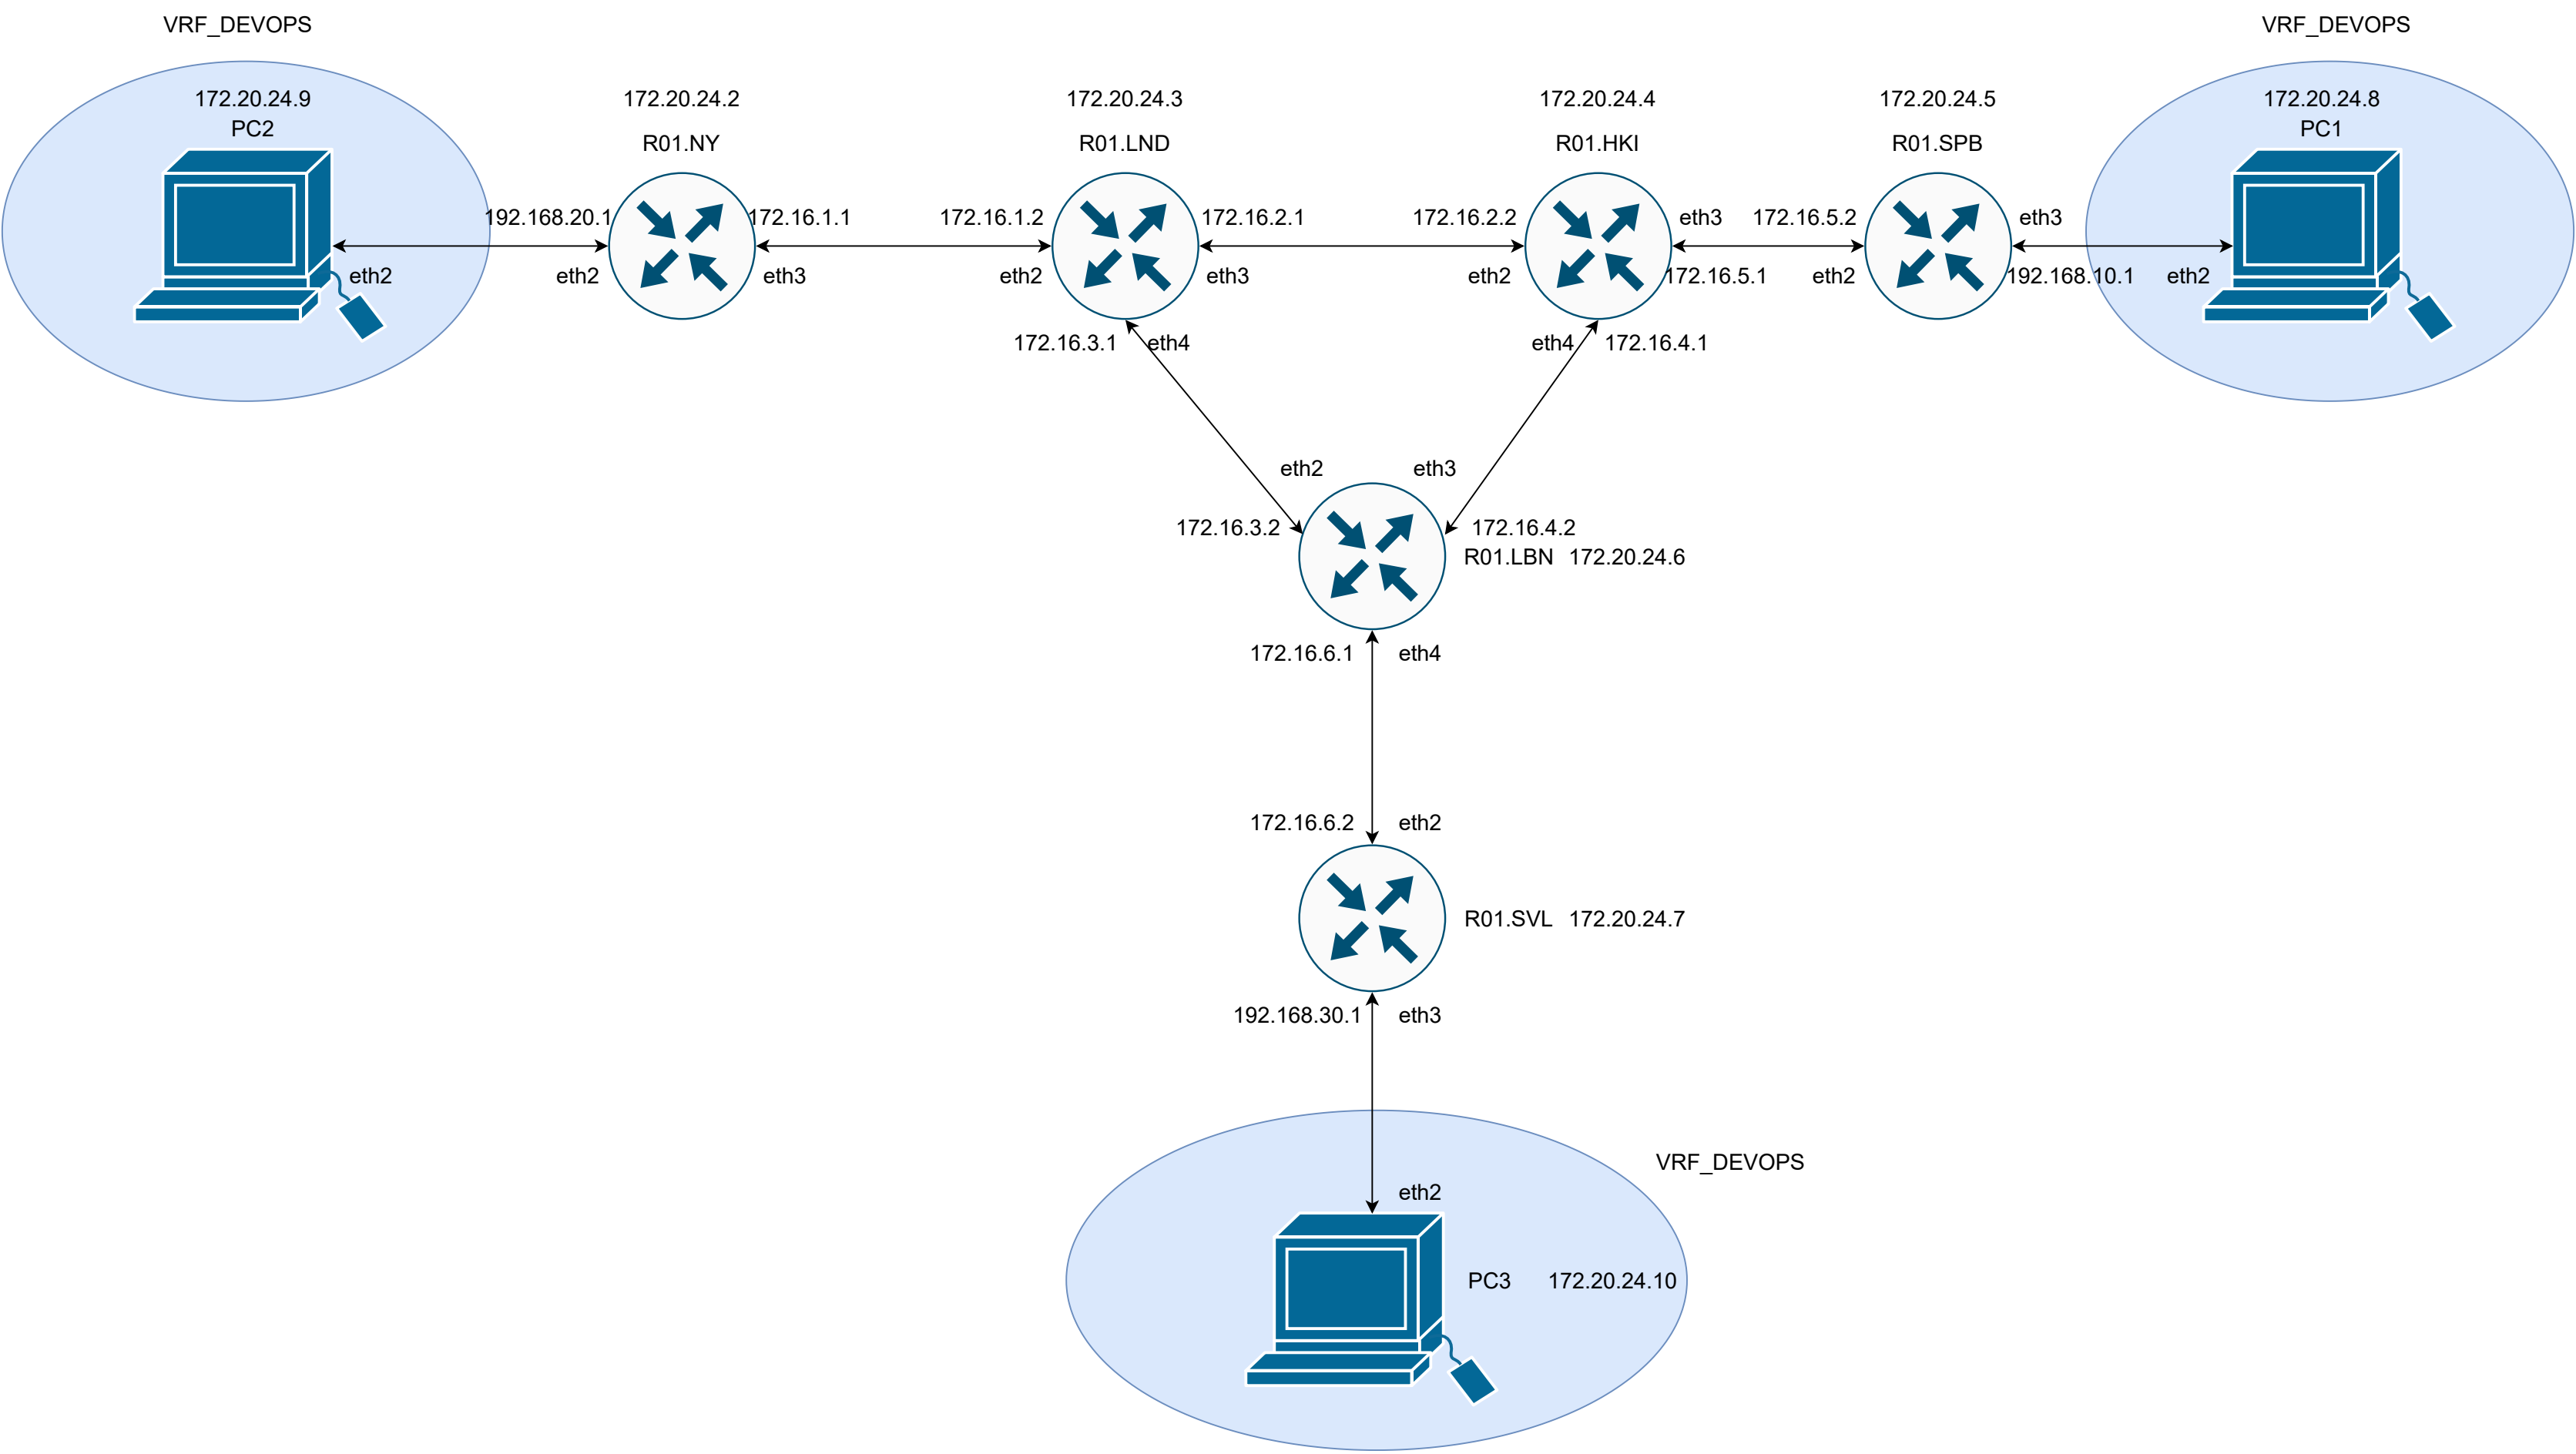 VRF_DEVOPS
VRF_DEVOPS
172.20.24.9
PC2
172.20.24.2
R01.NY
172.20.24.3
R01.LND
172.20.24.4
R01.HKI
172.20.24.5
R01.SPB
172.20.24.8
PC1
192.168.20.1
172.16.1.1
172.16.1.2
172.16.2.1
172.16.2.2
eth3
172.16.5.2
eth3
eth2
eth2
eth3
eth2
eth3
eth2
172.16.5.1
eth2
192.168.10.1
eth2
172.16.3.1
eth4
eth4
172.16.4.1
eth2
eth3
172.16.3.2
172.16.4.2
R01.LBN 172.20.24.6
172.16.6.1
eth4
172.16.6.2
eth2
R01.SVL 172.20.24.7
192.168.30.1
eth3
VRF_DEVOPS
eth2
PC3
172.20.24.10